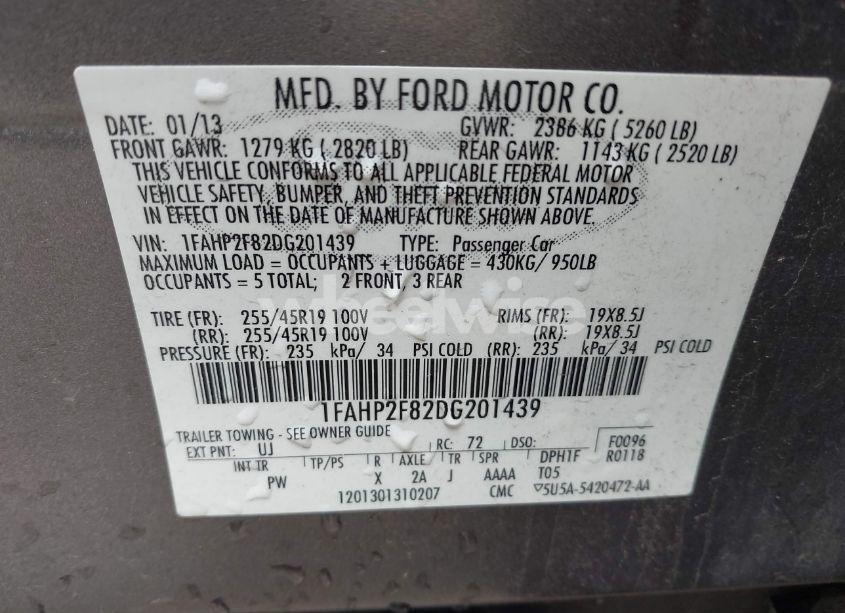 MFD. BY FORD MOTOR CO.
DATE: 01/13 GVWR: 2386 KG ( 5260 LB)
FRONT GAWR: 1279 KG ( 2820 LB) REAR GAWR: 1143 KG ( 2520 LB)
THIS VEHICLE CONFORMS TO ALL APPLICABLE FEDERAL MOTOR
VEHICLE SAFETY, BUMPER, AND THEFT PREVENTION STANDARDS
IN EFFECT ON THE DATE OF MANUFACTURE SHOWN ABOVE.
VIN: 1FAHP2F82DG201439 TYPE: Passenger Car
MAXIMUM LOAD = OCCUPANTS + LUGGAGE = 430KG/ 950LB
OCCUPANTS = 5 TOTAL; 2 FRONT, 3 REAR
wheelwise
TIRE (FR): 255/45R19 100V RIMS (FR): 19X8.5J
(RR): 255/45R19 100V (RR): 19X8.5J
PRESSURE (FR): 235 kPa/ 34 PSI COLD (RR): 235 kPa/ 34 PSI COLD
1FAHP2F82DG201439
TRAILER TOWING - SEE OWNER GUIDE
EXT PNT: UJ RC: 72 DSO: F0096
INT TR TP/PS R AXLE TR SPR DPH1F R0118
PW X 2A J AAAA T05
1201301310207 CMC ▽5U5A-5420472-AA